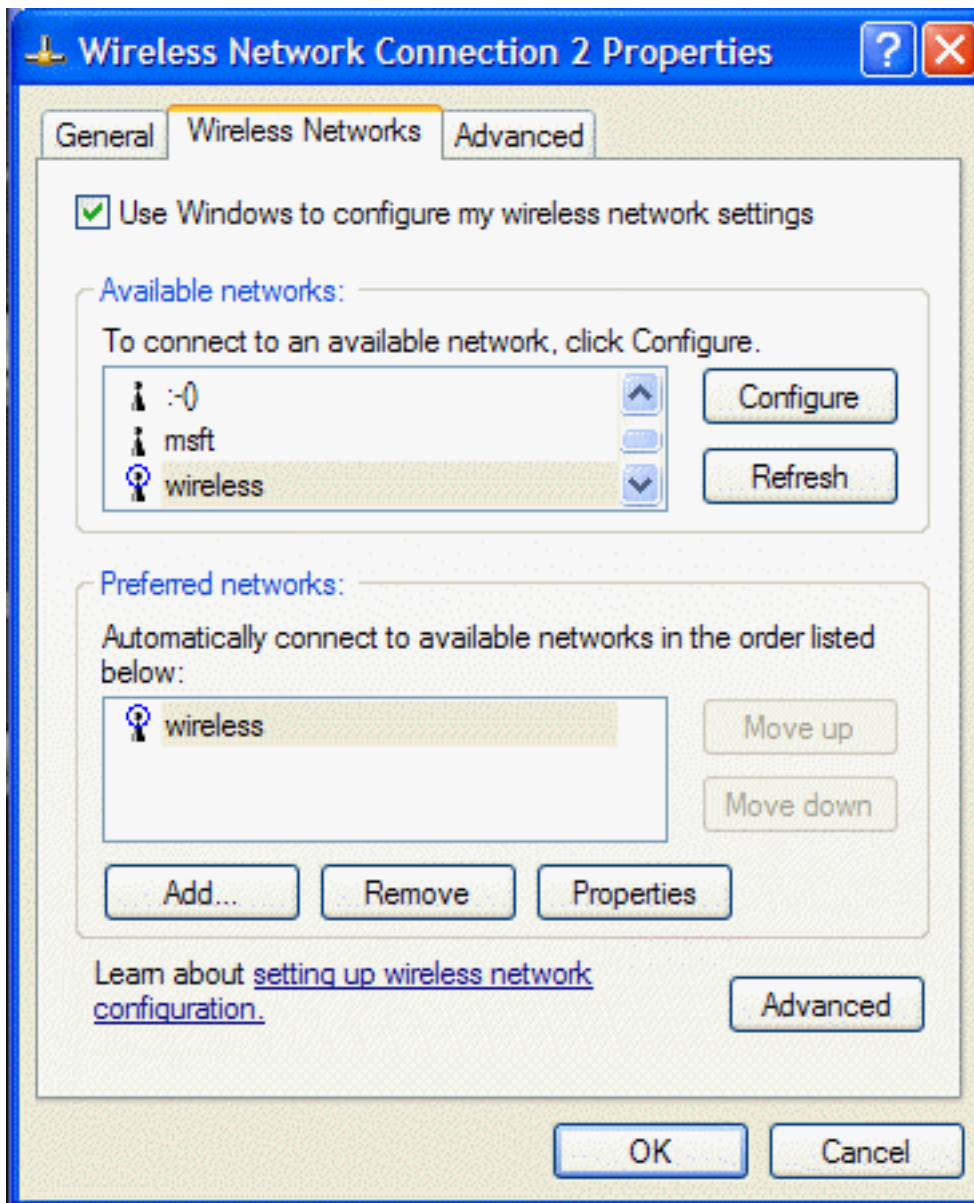 Wireless Network Connection 2 Properties
General
Wireless Networks
Advanced
Use Windows to configure my wireless network settings
Available networks:
To connect to an available network, click Configure.
:-()
msft
wireless
Configure
Refresh
Preferred networks:
Automatically connect to available networks in the order listed
below:
wireless
Move up
Move down
Add...
Remove
Properties
Learn about setting up wireless network
configuration.
Advanced
OK
Cancel